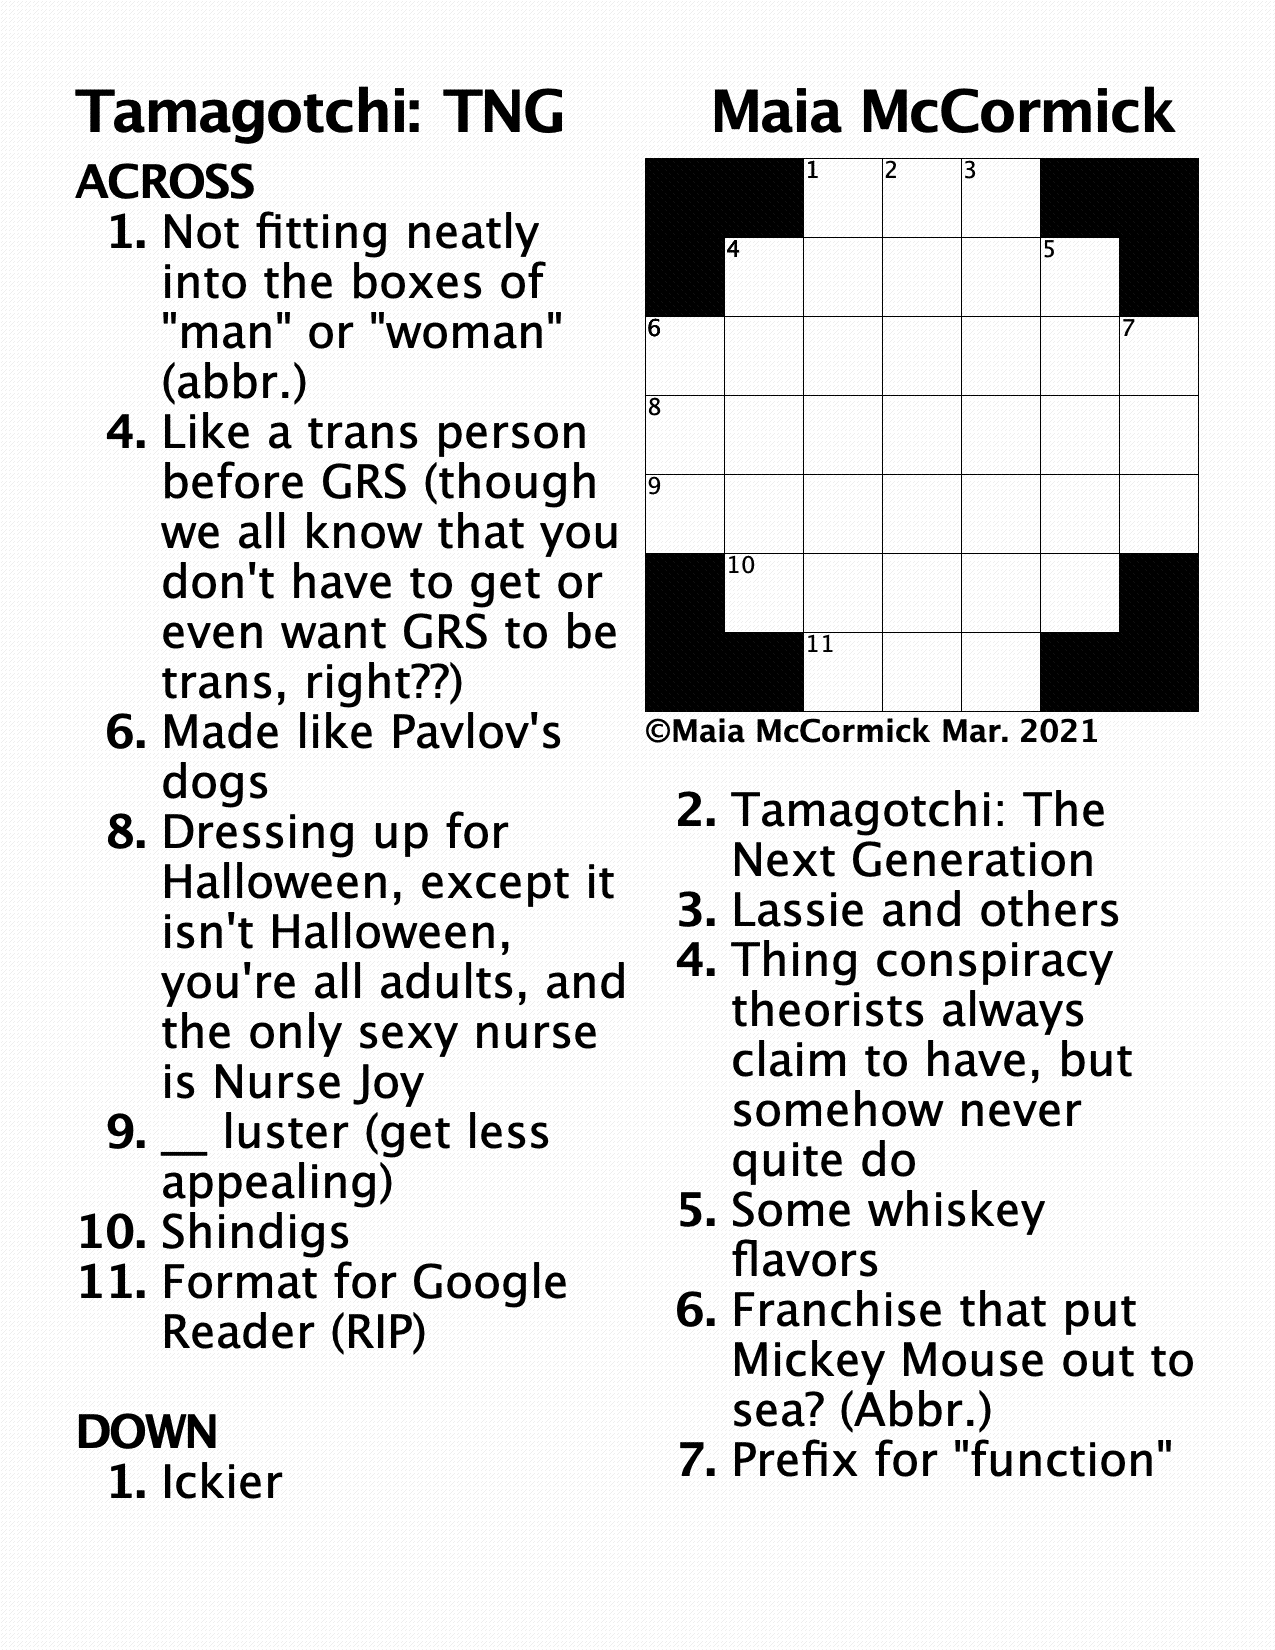 Tamagotchi: TNG
Maia McCormick
ACROSS
1. Not fitting neatly
into the boxes of
"man" or "woman"
(abbr.)
4. Like a trans person
before GRS (though
we all know that you
don't have to get or
even want GRS to be
trans, right??)
6. Made like Pavlov's
dogs
8. Dressing up for
Halloween, except it
isn't Halloween,
you're all adults, and
the only sexy nurse
is Nurse Joy
9. __ luster (get less
appealing)
10. Shindigs
11. Format for Google
Reader (RIP)
DOWN
1. Ickier
1 2 3
4 5
6 7
8
9
10
11
©Maia McCormick Mar. 2021
2. Tamagotchi: The
Next Generation
3. Lassie and others
4. Thing conspiracy
theorists always
claim to have, but
somehow never
quite do
5. Some whiskey
flavors
6. Franchise that put
Mickey Mouse out to
sea? (Abbr.)
7. Prefix for "function"